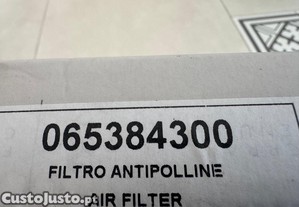 065384300
FILTRO ANTIPOLLINE
AIR FILTER
CustoJusto.pt